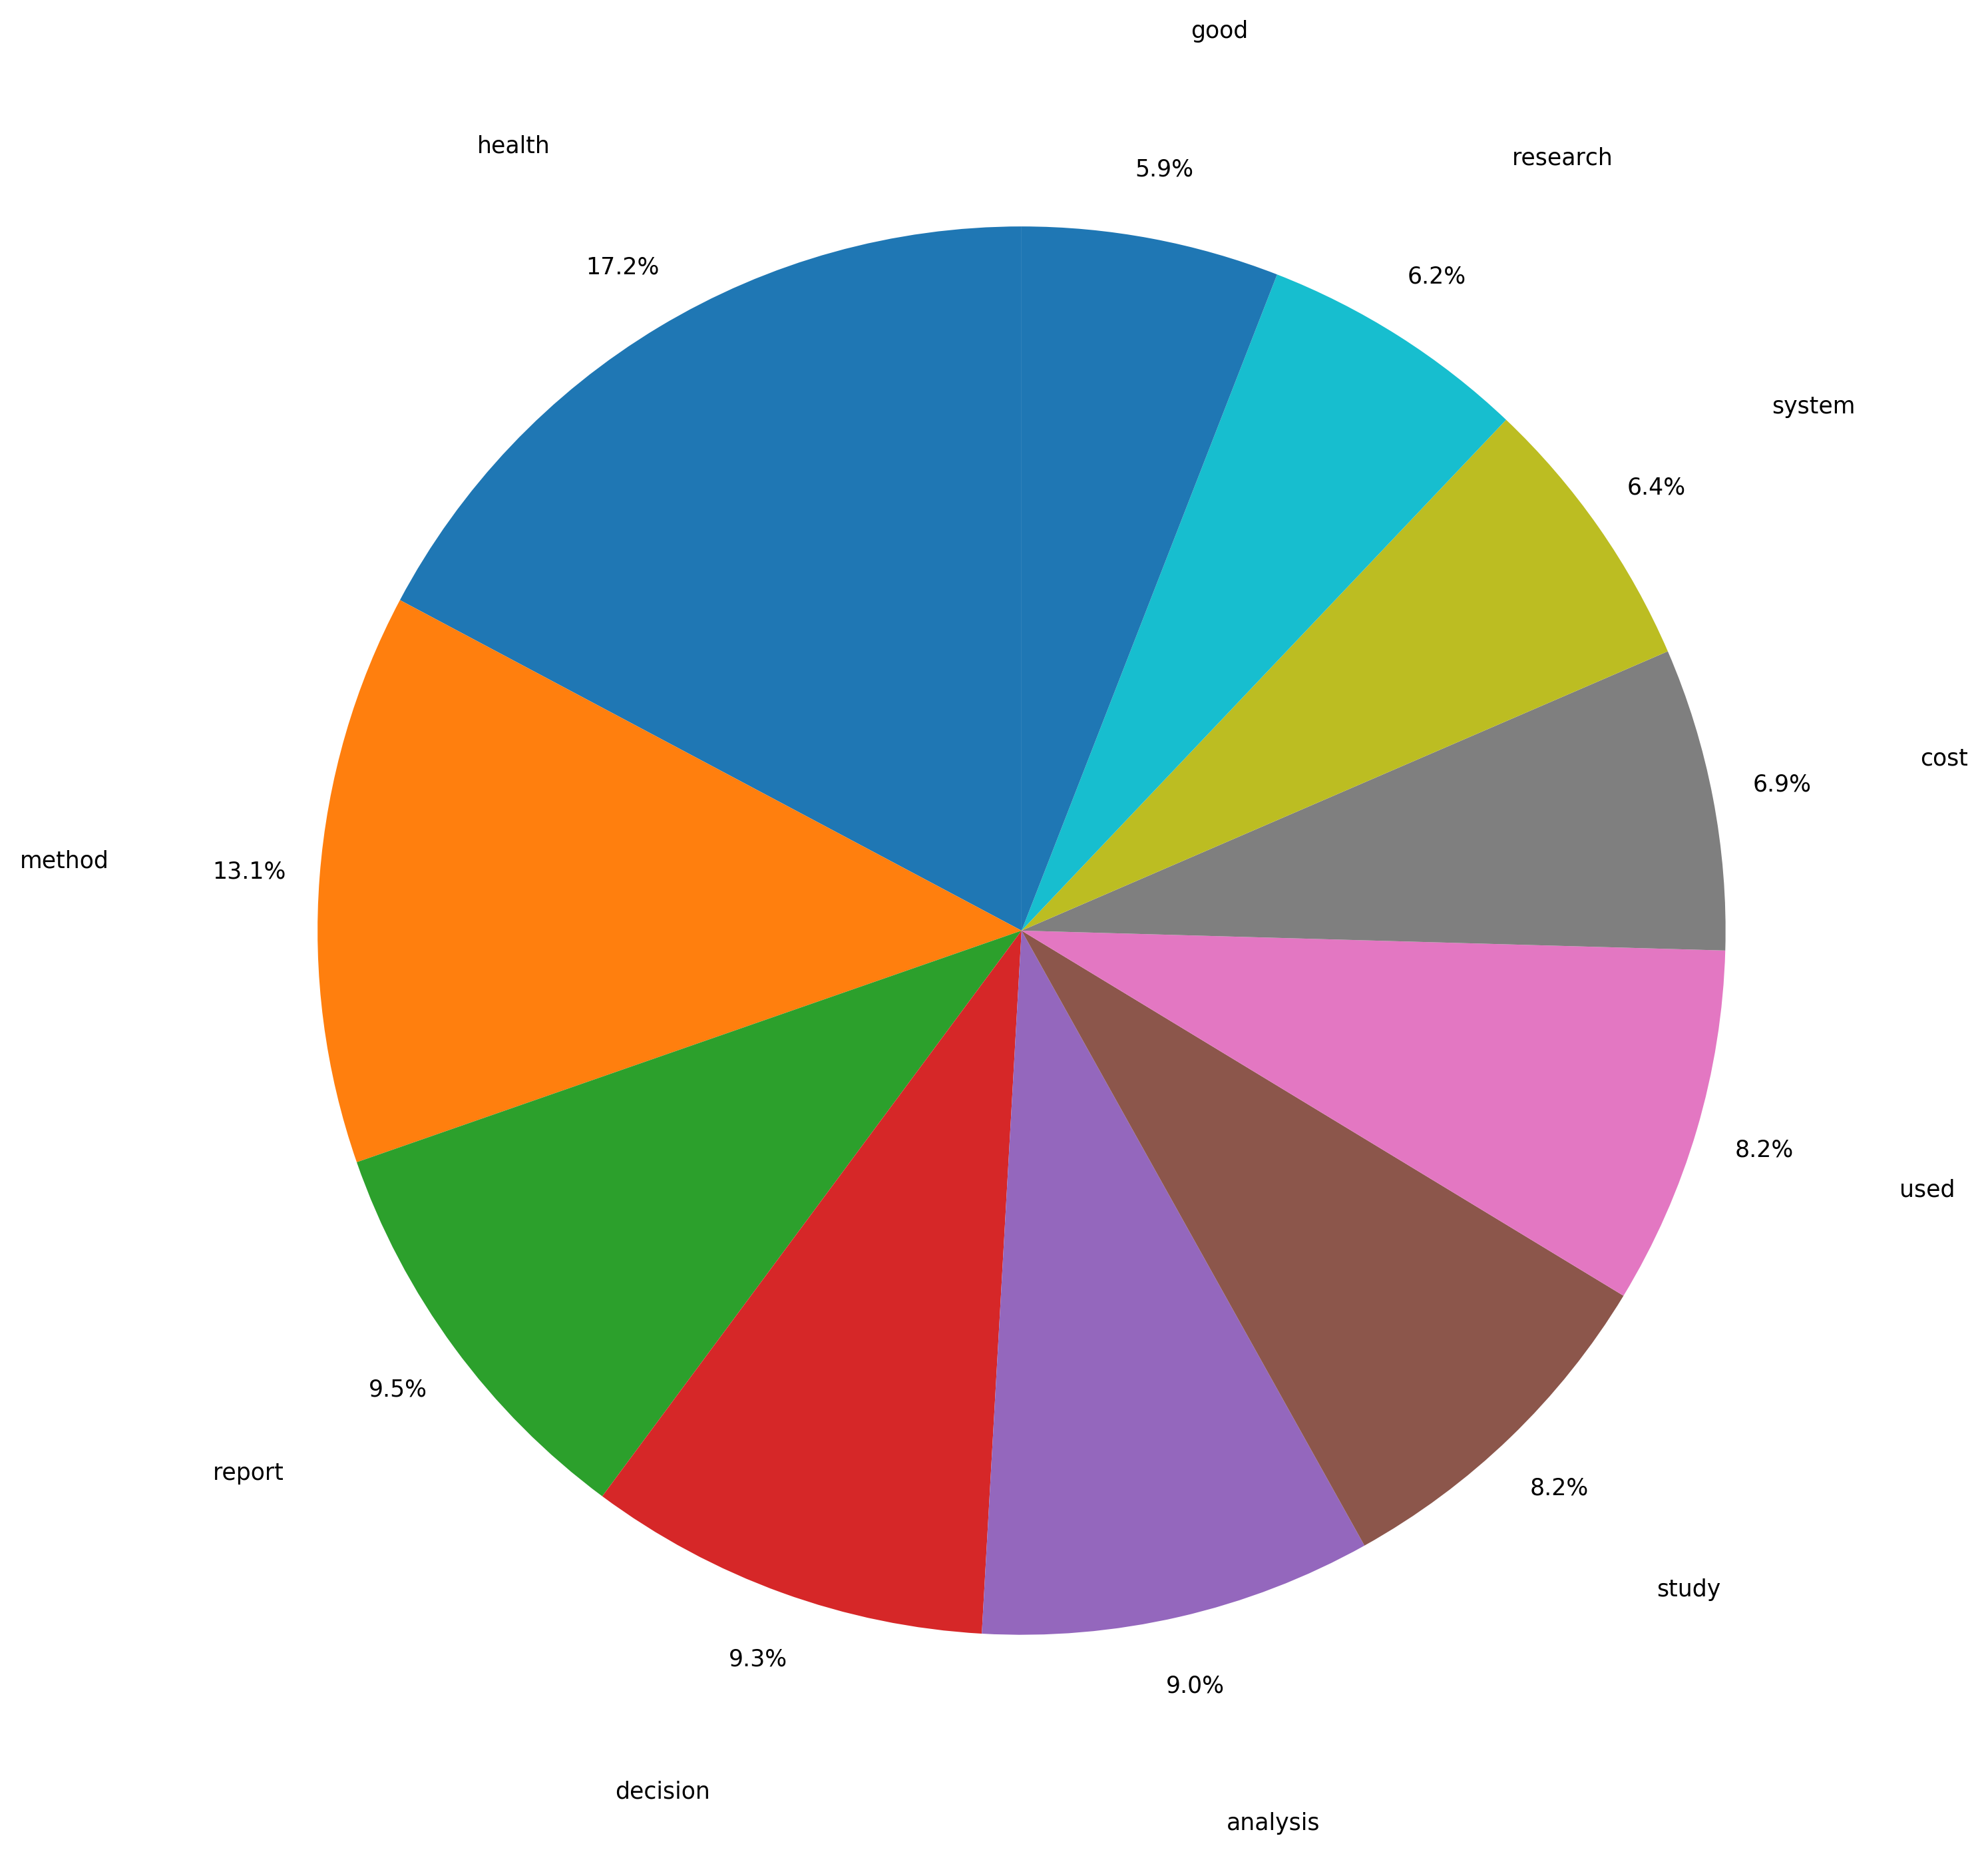 good
health
research
5.9%
17.2%
6.2%
system
6.4%
cost
6.9%
method
13.1%
8.2%
used
9.5%
report
8.2%
study
9.3%
9.0%
decision
analysis